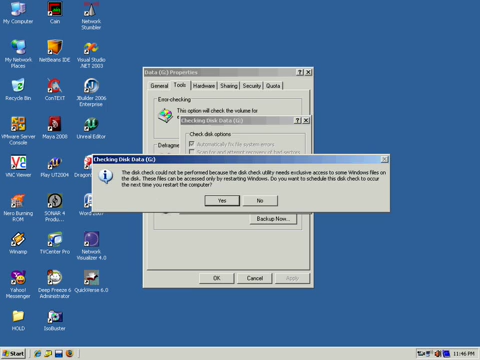 My Computer
Cain
Network
Stumbler
My Network
Places
NetBeans IDE
Visual Studio
.NET 2003
Recycle Bin
ConTEXT
JBuilder 2006
Enterprise
VMware Server
Console
Maya 2008
Unreal Editor
VNC Viewer
Nero Burning
ROM
SONAR 4
Word 2007
Winamp
TVCenter Pro
Network
Visualizer 4.0
Yahoo!
Messenger
Deep Freeze 6
Administrator
QuickVerse 6.0
HOLD
IsoBuster
Data (G:) Properties
General
Tools
Hardware
Sharing
Security
Quota
Error-checking
This option will check the volume for
Checking Disk Data (G:)
Check disk options
Automatically fix file system errors
Scan for and attempt recovery of bad sectors
Checking Disk Data (G:)
The disk check could not be performed because the disk check utility needs exclusive access to some Windows files on
the disk. These files can be accessed only by restarting Windows. Do you want to schedule this disk check to occur
the next time you restart the computer?
Yes
No
Backup Now...
OK
Cancel
Apply
Start
11:46 PM